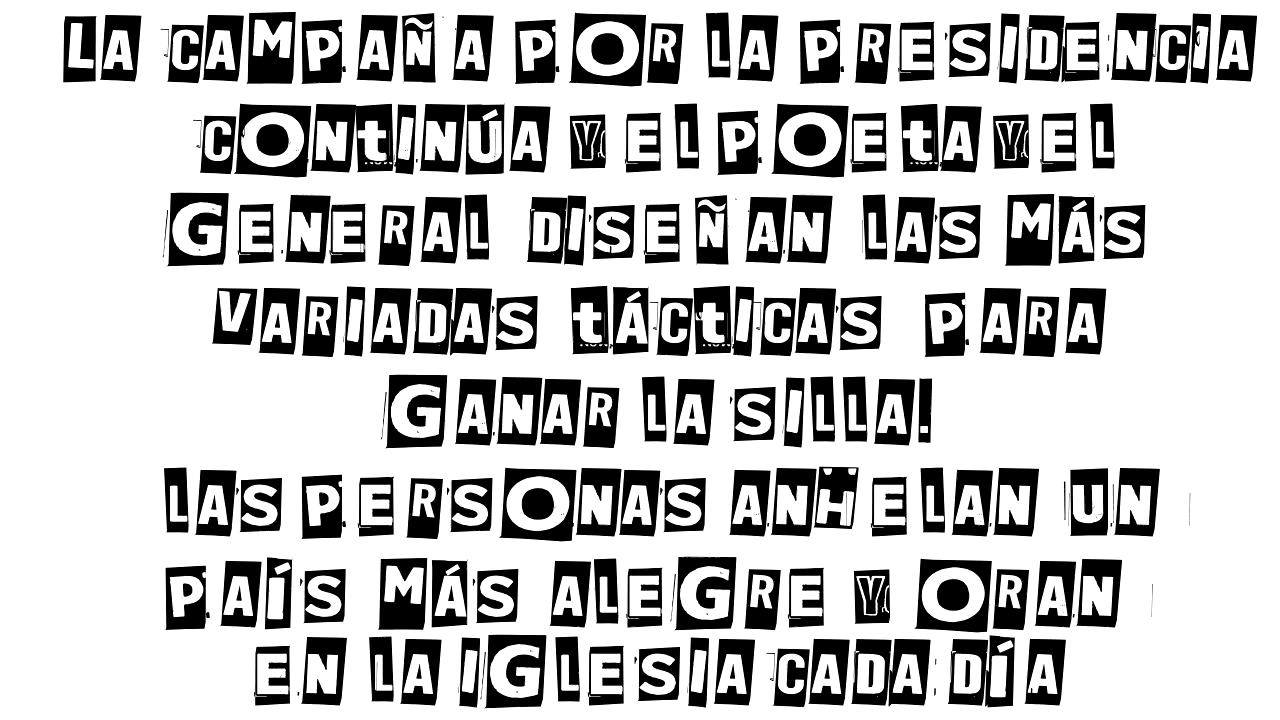 LA CAMPAÑA POR LA PRESIDENCIA
CONTINÚA Y EL POETA Y EL
GENERAL DISEÑAN LAS MÁS
VARIADAS TÁCTICAS PARA
GANAR LA SILLA!
LAS PERSONAS ANHELAN UN
PAÍS MÁS ALEGRE Y ORAN
EN LA IGLESIA CADA DÍA